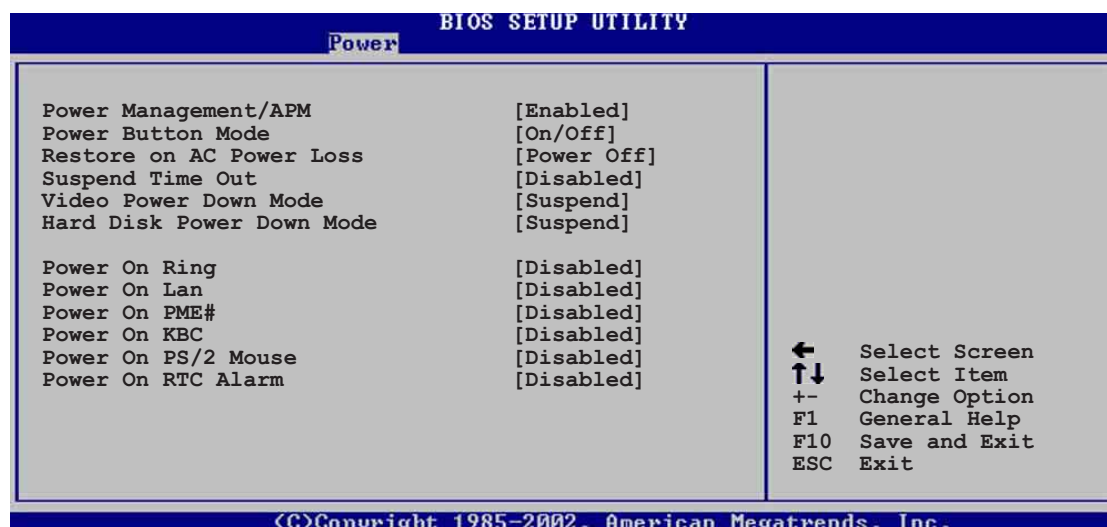 BIOS SETUP UTILITY
Power
Power Management/APM [Enabled]
Power Button Mode [On/Off]
Restore on AC Power Loss [Power Off]
Suspend Time Out [Disabled]
Video Power Down Mode [Suspend]
Hard Disk Power Down Mode [Suspend]
Power On Ring [Disabled]
Power On Lan [Disabled]
Power On PME# [Disabled]
Power On KBC [Disabled]
Power On PS/2 Mouse [Disabled]
Power On RTC Alarm [Disabled]
← Select Screen
↑↓ Select Item
+- Change Option
F1 General Help
F10 Save and Exit
ESC Exit
(C)Copyright 1985-2002, American Megatrends, Inc.